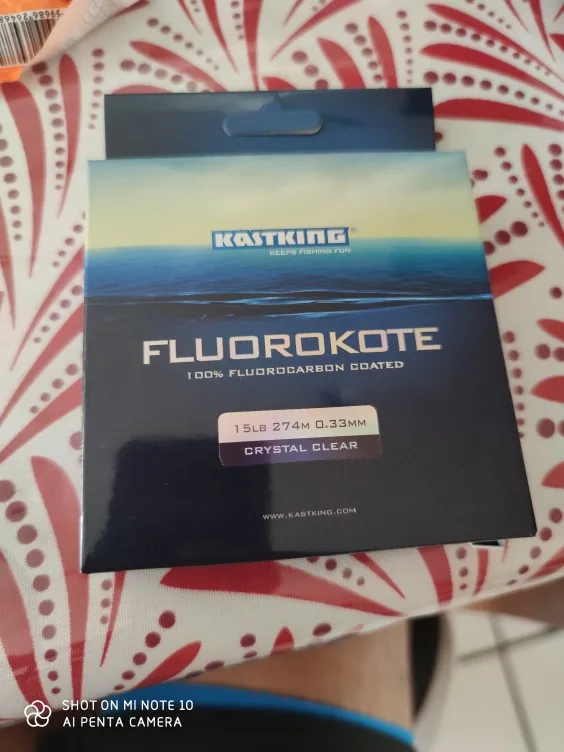 KASTKING®
KEEPS FISHING FUN
FLUOROKOTE
100% FLUOROCARBON COATED
15LB 274M 0.33MM
CRYSTAL CLEAR
WWW.KASTKING.COM
SHOT ON MI NOTE 10
AI PENTA CAMERA